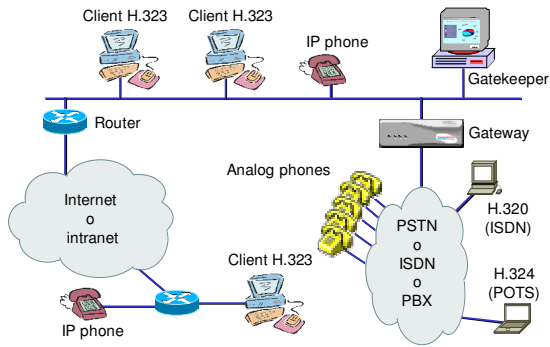 Client H.323
Client H.323
IP phone
Gatekeeper
Router
Gateway
Analog phones
Internet
o
intranet
PSTN
o
ISDN
o
PBX
H.320
(ISDN)
Client H.323
H.324
(POTS)
IP phone